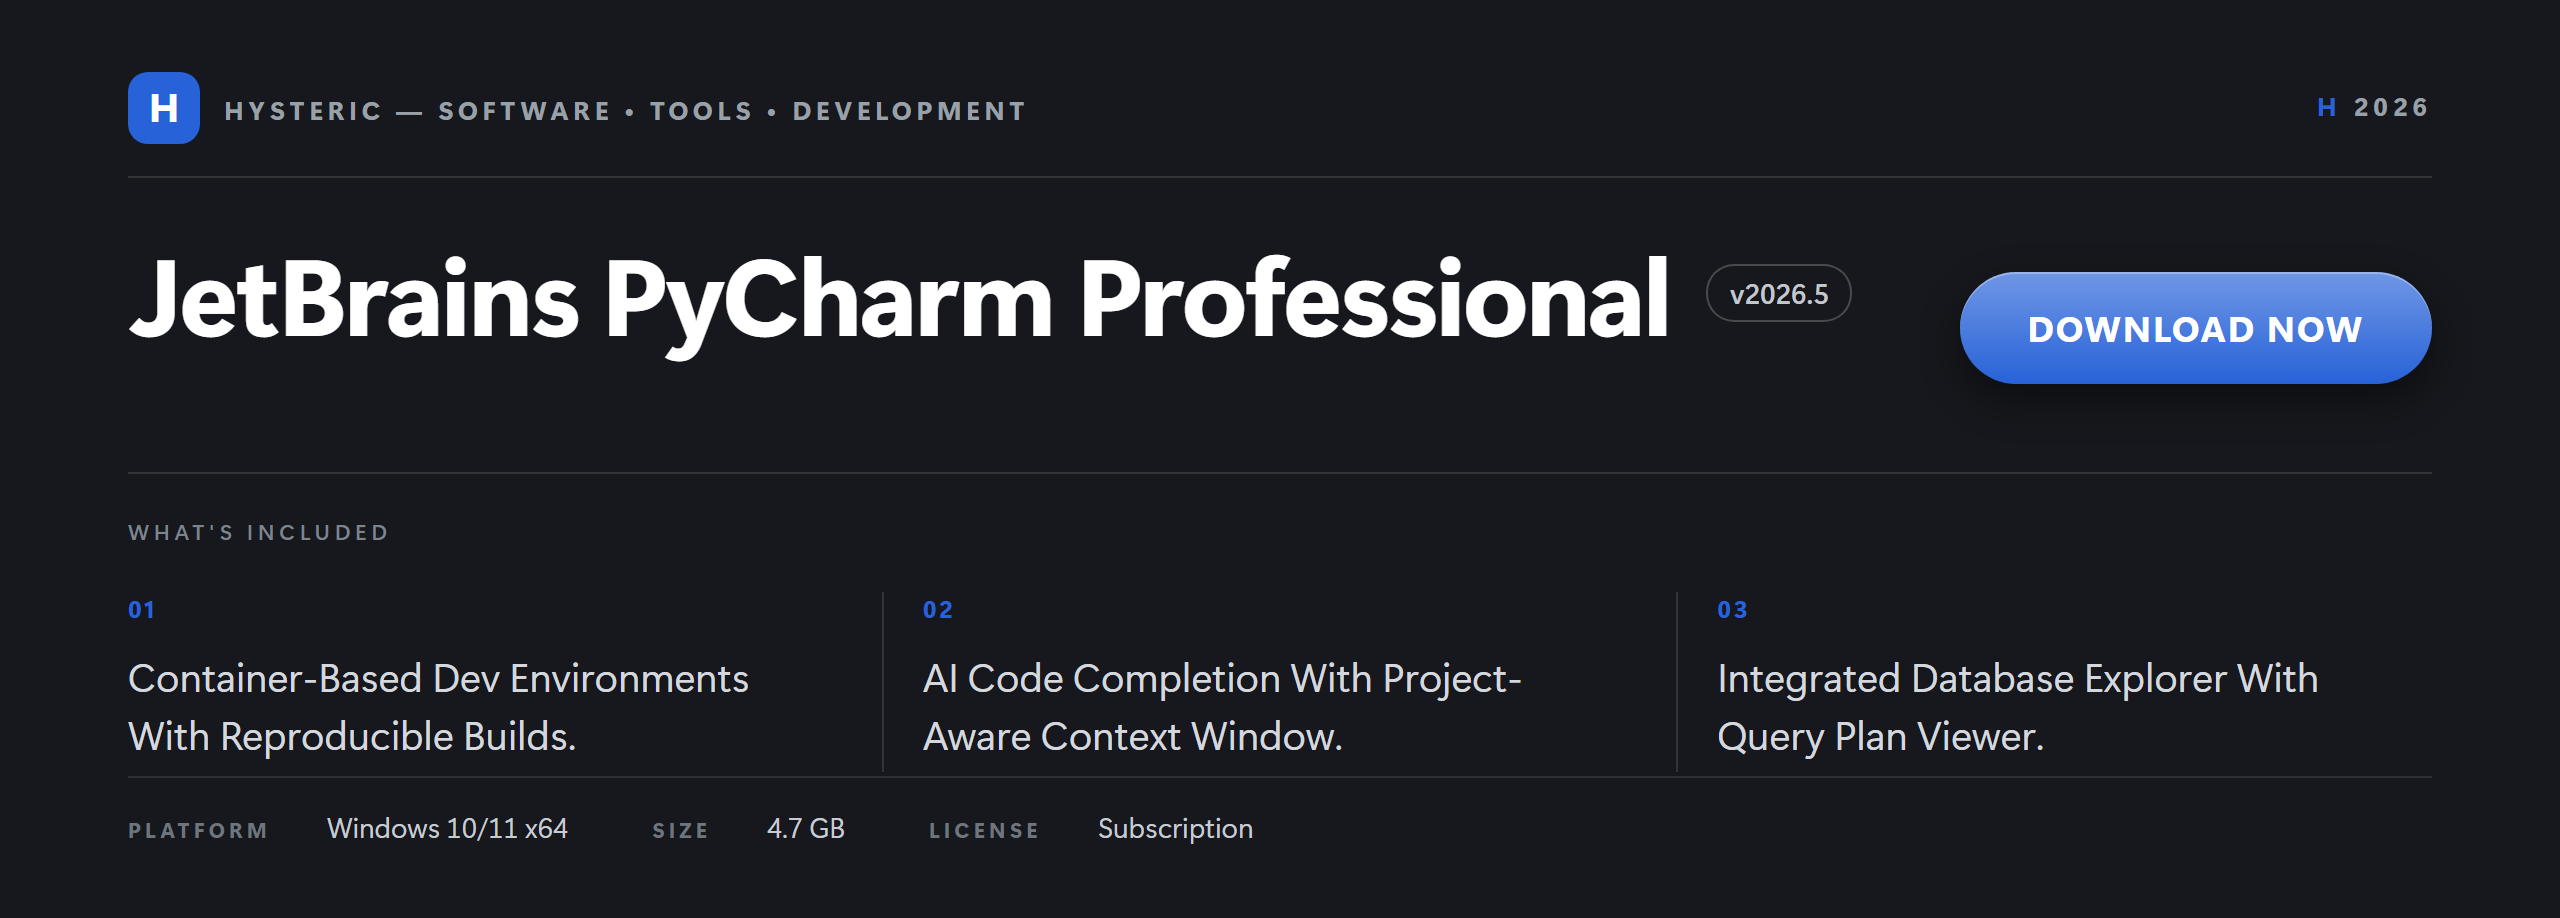 H
HYSTERIC — SOFTWARE • TOOLS • DEVELOPMENT
H 2026
JetBrains PyCharm Professional
v2026.5
DOWNLOAD NOW
WHAT'S INCLUDED
01
Container-Based Dev Environments
With Reproducible Builds.
02
AI Code Completion With Project-
Aware Context Window.
03
Integrated Database Explorer With
Query Plan Viewer.
PLATFORM Windows 10/11 x64 SIZE 4.7 GB LICENSE Subscription